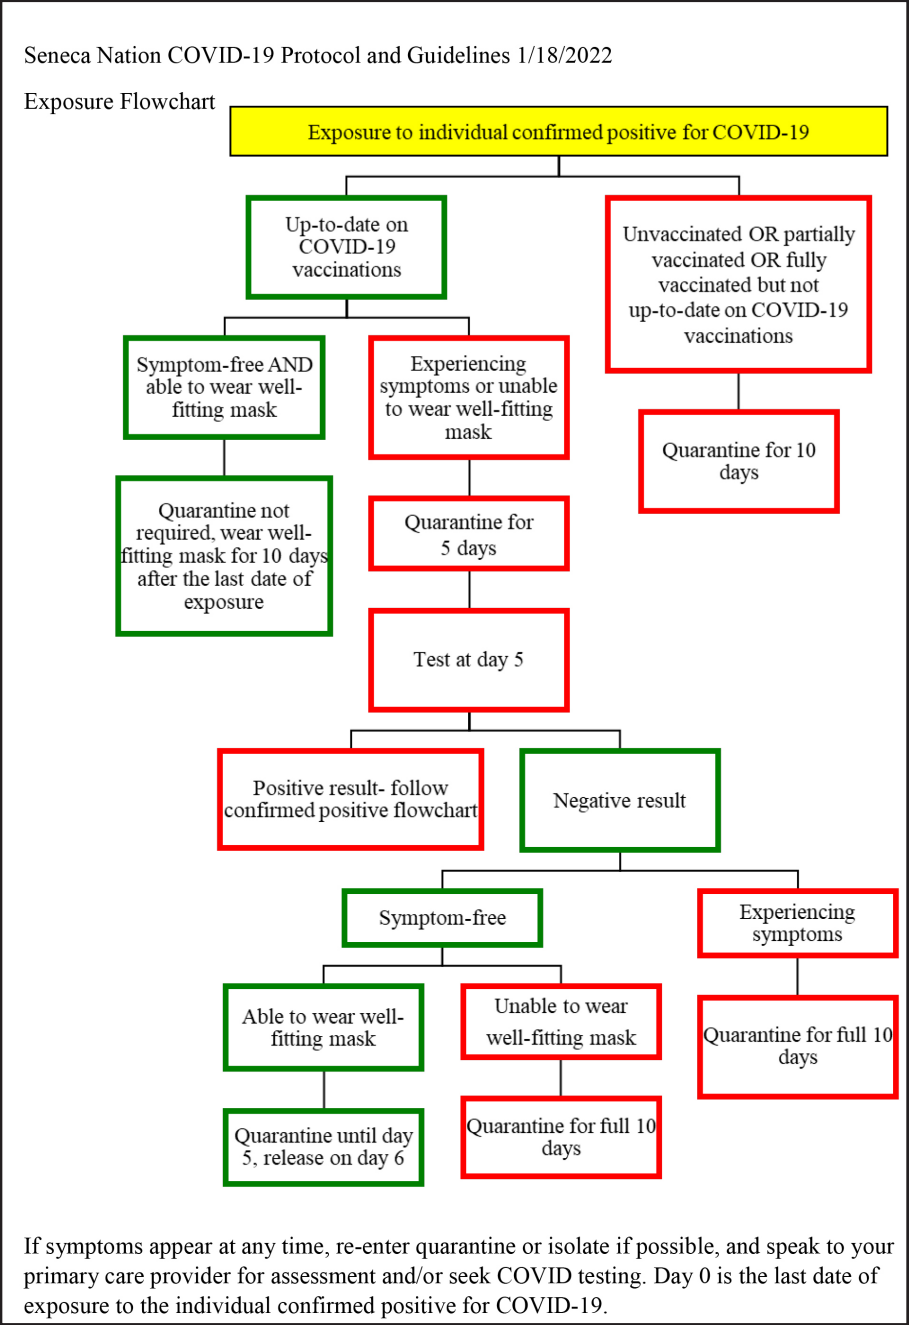 Seneca Nation COVID-19 Protocol and Guidelines 1/18/2022
Exposure Flowchart
Exposure to individual confirmed positive for COVID-19
Up-to-date on
COVID-19
vaccinations
Unvaccinated OR partially
vaccinated OR fully
vaccinated but not
up-to-date on COVID-19
vaccinations
Symptom-free AND
able to wear well-
fitting mask
Experiencing
symptoms or unable
to wear well-fitting
mask
Quarantine for 10
days
Quarantine not
required, wear well-
fitting mask for 10 days
after the last date of
exposure
Quarantine for
5 days
Test at day 5
Positive result- follow
confirmed positive flowchart
Negative result
Symptom-free
Experiencing
symptoms
Able to wear well-
fitting mask
Unable to wear
well-fitting mask
Quarantine for full 10
days
Quarantine until day
5, release on day 6
Quarantine for full 10
days
If symptoms appear at any time, re-enter quarantine or isolate if possible, and speak to your
primary care provider for assessment and/or seek COVID testing. Day 0 is the last date of
exposure to the individual confirmed positive for COVID-19.